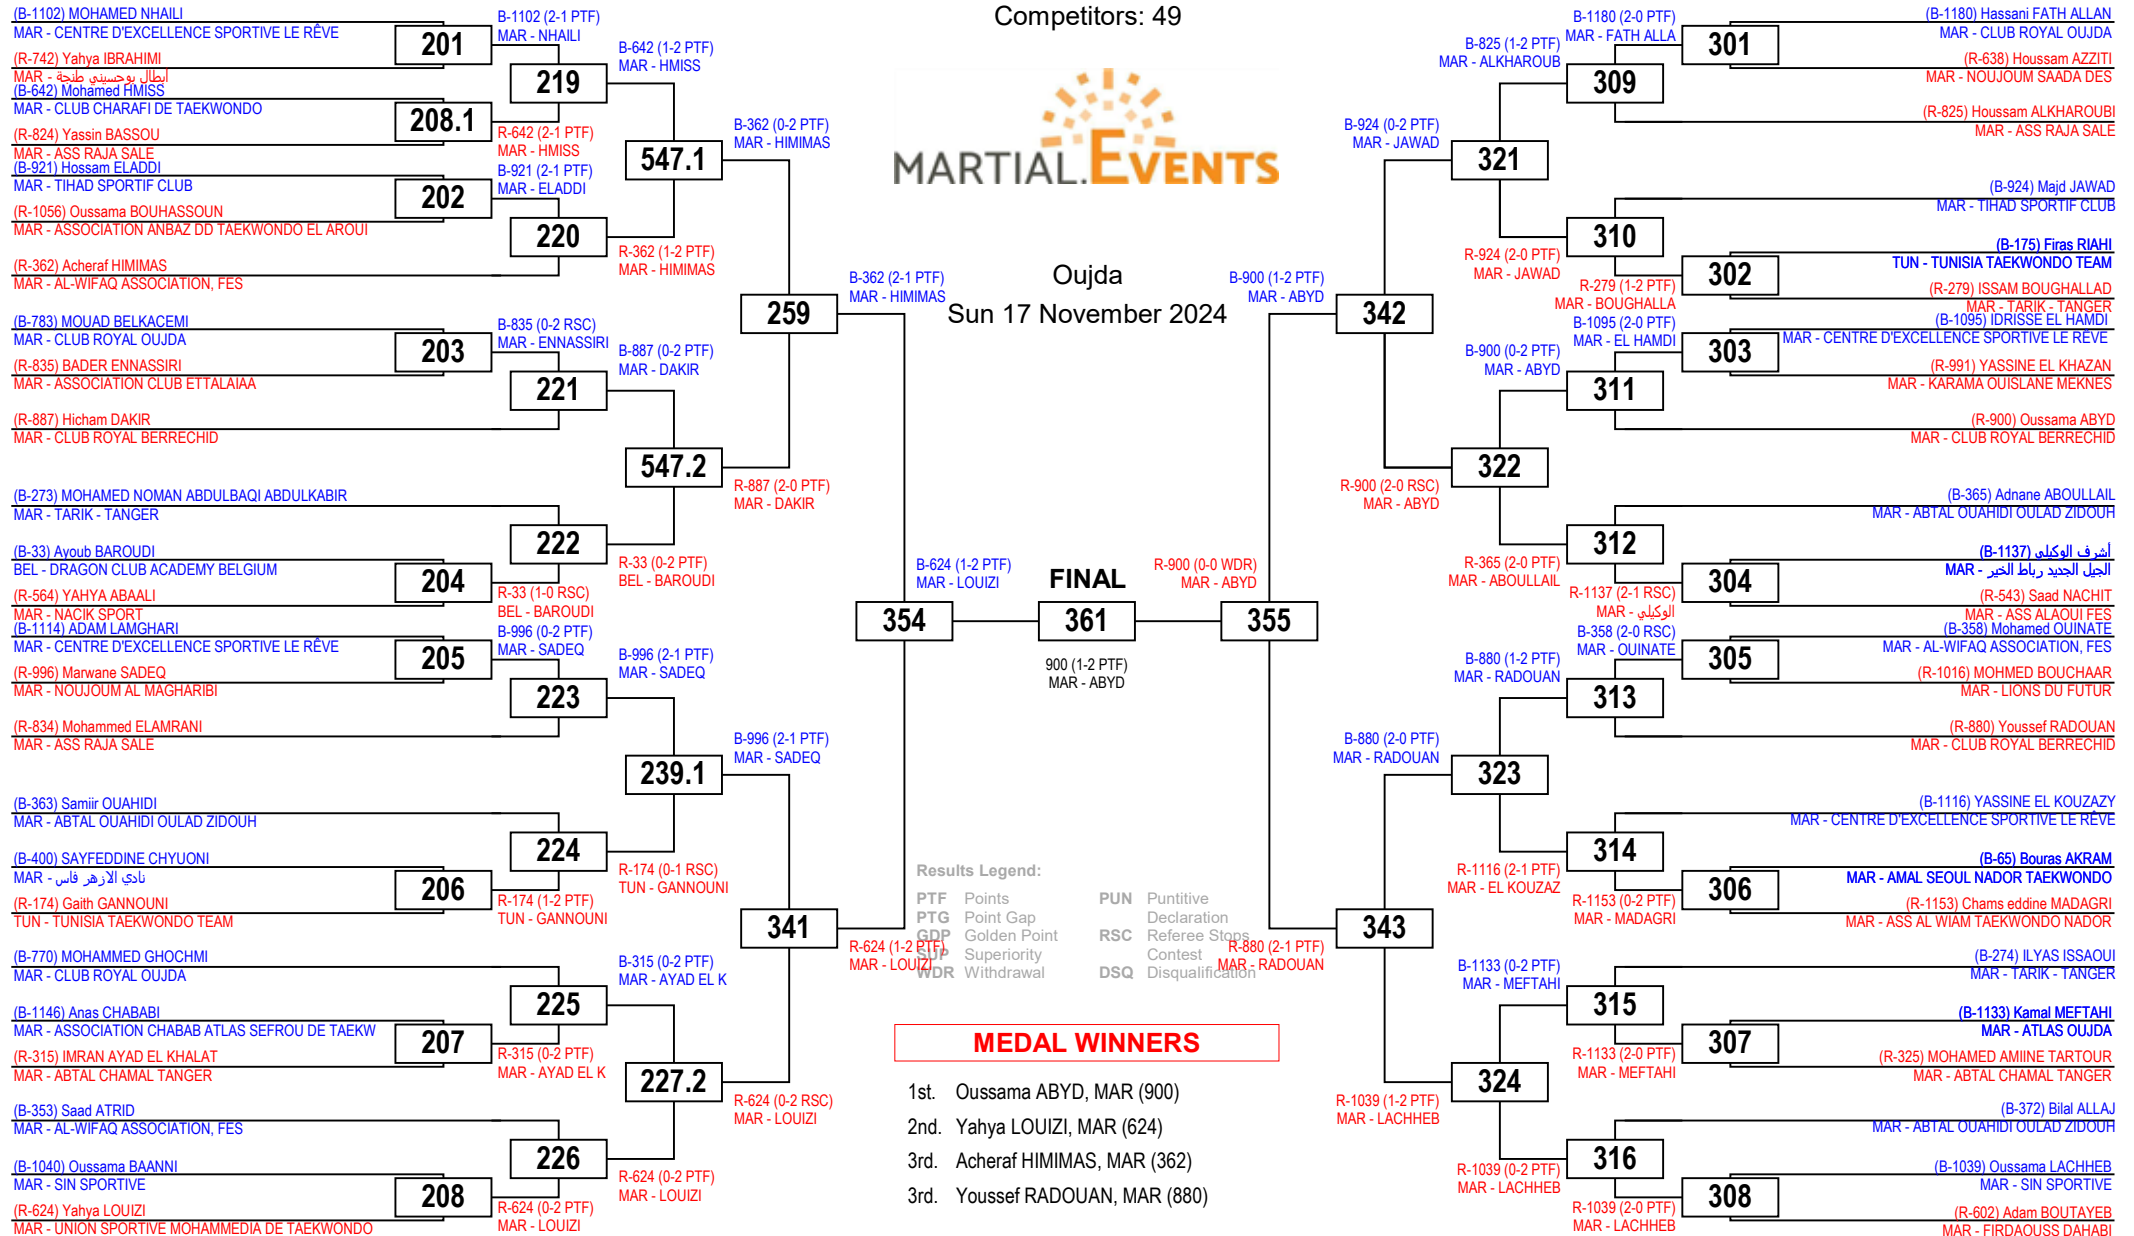 Competitors: 49
MARTIAL.EVENTS
Oujda
Sun 17 November 2024
(B-1102) MOHAMED NHAILI
MAR - CENTRE D'EXCELLENCE SPORTIVE LE RÊVE
201
(R-742) Yahya IBRAHIMI
MAR - ابطال بوحسيني طنجة
(B-642) Mohamed HMISS
MAR - CLUB CHARAFI DE TAEKWONDO
208.1
(R-824) Yassin BASSOU
MAR - ASS RAJA SALE
(B-921) Hossam ELADDI
MAR - TIHAD SPORTIF CLUB
202
(R-1056) Oussama BOUHASSOUN
MAR - ASSOCIATION ANBAZ DD TAEKWONDO EL AROUI
(R-362) Acheraf HIMIMAS
MAR - AL-WIFAQ ASSOCIATION, FES
(B-783) MOUAD BELKACEMI
MAR - CLUB ROYAL OUJDA
203
(R-835) BADER ENNASSIRI
MAR - ASSOCIATION CLUB ETTALAIAA
(R-887) Hicham DAKIR
MAR - CLUB ROYAL BERRECHID
(B-273) MOHAMED NOMAN ABDULBAQI ABDULKABIR
MAR - TARIK - TANGER
(B-33) Ayoub BAROUDI
BEL - DRAGON CLUB ACADEMY BELGIUM
204
(R-564) YAHYA ABAALI
MAR - NACIK SPORT
(B-1114) ADAM LAMGHARI
MAR - CENTRE D'EXCELLENCE SPORTIVE LE RÊVE
205
(R-996) Marwane SADEQ
MAR - NOUJOUM AL MAGHARIBI
(R-834) Mohammed ELAMRANI
MAR - ASS RAJA SALE
(B-363) Samiir OUAHIDI
MAR - ABTAL OUAHIDI OULAD ZIDOUH
(B-400) SAYFEDDINE CHYUONI
MAR - نادي الازهر فاس
206
(R-174) Gaith GANNOUNI
TUN - TUNISIA TAEKWONDO TEAM
(B-770) MOHAMMED GHOCHMI
MAR - CLUB ROYAL OUJDA
(B-1146) Anas CHABABI
MAR - ASSOCIATION CHABAB ATLAS SEFROU DE TAEKW
207
(R-315) IMRAN AYAD EL KHALAT
MAR - ABTAL CHAMAL TANGER
(B-353) Saad ATRID
MAR - AL-WIFAQ ASSOCIATION, FES
(B-1040) Oussama BAANNI
MAR - SIN SPORTIVE
208
(R-624) Yahya LOUIZI
MAR - UNION SPORTIVE MOHAMMEDIA DE TAEKWONDO
B-1102 (2-1 PTF)
MAR - NHAILI
219
R-642 (2-1 PTF)
MAR - HMISS
B-921 (2-1 PTF)
MAR - ELADDI
220
B-835 (0-2 RSC)
MAR - ENNASSIRI
221
222
R-33 (1-0 RSC)
BEL - BAROUDI
B-996 (0-2 PTF)
MAR - SADEQ
223
224
R-174 (1-2 PTF)
TUN - GANNOUNI
225
R-315 (0-2 PTF)
MAR - AYAD EL K
226
R-624 (0-2 PTF)
MAR - LOUIZI
B-642 (1-2 PTF)
MAR - HMISS
547.1
R-362 (1-2 PTF)
MAR - HIMIMAS
B-887 (0-2 PTF)
MAR - DAKIR
547.2
R-33 (0-2 PTF)
BEL - BAROUDI
B-996 (2-1 PTF)
MAR - SADEQ
239.1
R-174 (0-1 RSC)
TUN - GANNOUNI
B-315 (0-2 PTF)
MAR - AYAD EL K
227.2
R-624 (0-2 PTF)
MAR - LOUIZI
B-362 (0-2 PTF)
MAR - HIMIMAS
259
R-887 (2-0 PTF)
MAR - DAKIR
B-996 (2-1 PTF)
MAR - SADEQ
341
R-624 (0-2 RSC)
MAR - LOUIZI
B-362 (2-1 PTF)
MAR - HIMIMAS
354
R-624 (1-2 PTF)
MAR - LOUIZI
B-624 (1-2 PTF)
MAR - LOUIZI
FINAL
361
900 (1-2 PTF)
MAR - ABYD
R-900 (0-0 WDR)
MAR - ABYD
B-900 (1-2 PTF)
MAR - ABYD
355
R-880 (2-1 PTF)
MAR - RADOUAN
B-924 (0-2 PTF)
MAR - JAWAD
342
R-900 (2-0 RSC)
MAR - ABYD
B-880 (2-0 PTF)
MAR - RADOUAN
343
R-1039 (1-2 PTF)
MAR - LACHHEB
B-825 (1-2 PTF)
MAR - ALKHAROUB
321
R-924 (2-0 PTF)
MAR - JAWAD
B-900 (0-2 PTF)
MAR - ABYD
322
R-365 (2-0 PTF)
MAR - ABOULLAIL
B-880 (1-2 PTF)
MAR - RADOUAN
323
R-1116 (2-1 PTF)
MAR - EL KOUZAZ
B-1133 (0-2 PTF)
MAR - MEFTAHI
324
R-1039 (0-2 PTF)
MAR - LACHHEB
B-1180 (2-0 PTF)
MAR - FATH ALLA
309
310
R-279 (1-2 PTF)
MAR - BOUGHALLA
B-1095 (2-0 PTF)
MAR - EL HAMDI
311
312
R-1137 (2-1 RSC)
MAR - الوكيلي
B-358 (2-0 RSC)
MAR - OUINATE
313
314
R-1153 (0-2 PTF)
MAR - MADAGRI
315
R-1133 (2-0 PTF)
MAR - MEFTAHI
316
R-1039 (2-0 PTF)
MAR - LACHHEB
(B-1180) Hassani FATH ALLAN
MAR - CLUB ROYAL OUJDA
301
(R-638) Houssam AZZITI
MAR - NOUJOUM SAADA DES
(R-825) Houssam ALKHAROUBI
MAR - ASS RAJA SALE
(B-924) Majd JAWAD
MAR - TIHAD SPORTIF CLUB
(B-175) Firas RIAHI
TUN - TUNISIA TAEKWONDO TEAM
302
(R-279) ISSAM BOUGHALLAD
MAR - TARIK - TANGER
(B-1095) IDRISSE EL HAMDI
MAR - CENTRE D'EXCELLENCE SPORTIVE LE RÊVE
303
(R-991) YASSINE EL KHAZAN
MAR - KARAMA OUISLANE MEKNES
(R-900) Oussama ABYD
MAR - CLUB ROYAL BERRECHID
(B-365) Adnane ABOULLAIL
MAR - ABTAL OUAHIDI OULAD ZIDOUH
(B-1137) أشرف الوكيلي
MAR - الجيل الجديد رباط الخير
304
(R-543) Saad NACHIT
MAR - ASS ALAOUI FES
(B-358) Mohamed OUINATE
MAR - AL-WIFAQ ASSOCIATION, FES
305
(R-1016) MOHMED BOUCHAAR
MAR - LIONS DU FUTUR
(R-880) Youssef RADOUAN
MAR - CLUB ROYAL BERRECHID
(B-1116) YASSINE EL KOUZAZY
MAR - CENTRE D'EXCELLENCE SPORTIVE LE RÊVE
(B-65) Bouras AKRAM
MAR - AMAL SEOUL NADOR TAEKWONDO
306
(R-1153) Chams eddine MADAGRI
MAR - ASS AL WIAM TAEKWONDO NADOR
(B-274) ILYAS ISSAOUI
MAR - TARIK - TANGER
(B-1133) Kamal MEFTAHI
MAR - ATLAS OUJDA
307
(R-325) MOHAMED AMIINE TARTOUR
MAR - ABTAL CHAMAL TANGER
(B-372) Bilal ALLAJ
MAR - ABTAL OUAHIDI OULAD ZIDOUH
(B-1039) Oussama LACHHEB
MAR - SIN SPORTIVE
308
(R-602) Adam BOUTAYEB
MAR - FIRDAOUSS DAHABI
Results Legend:
PTF Points
PTG Point Gap
GDP Golden Point
SUP Superiority
WDR Withdrawal
PUN Puntitive
Declaration
RSC Referee Stops
Contest
DSQ Disqualification
MEDAL WINNERS
1st. Oussama ABYD, MAR (900)
2nd. Yahya LOUIZI, MAR (624)
3rd. Acheraf HIMIMAS, MAR (362)
3rd. Youssef RADOUAN, MAR (880)